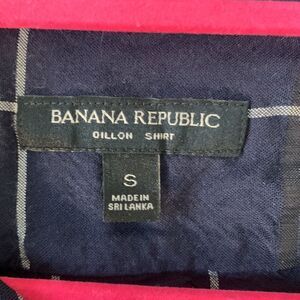 BANANA REPUBLIC
DILLON SHIRT
S
MADE IN
SRI LANKA